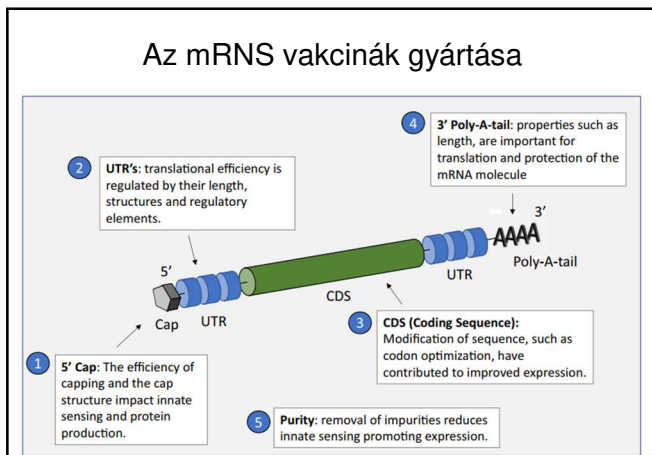 Az mRNS vakcinák gyártása
4
3' Poly-A-tail: properties such as
length, are important for
translation and protection of the
mRNA molecule
2
UTR's: translational efficiency is
regulated by their length,
structures and regulatory
elements.
3'
AAAA
Poly-A-tail
UTR
5'
Cap
UTR
CDS
3
CDS (Coding Sequence):
Modification of sequence, such as
codon optimization, have
contributed to improved expression.
1
5' Cap: The efficiency of
capping and the cap
structure impact innate
sensing and protein
production.
5
Purity: removal of impurities reduces
innate sensing promoting expression.